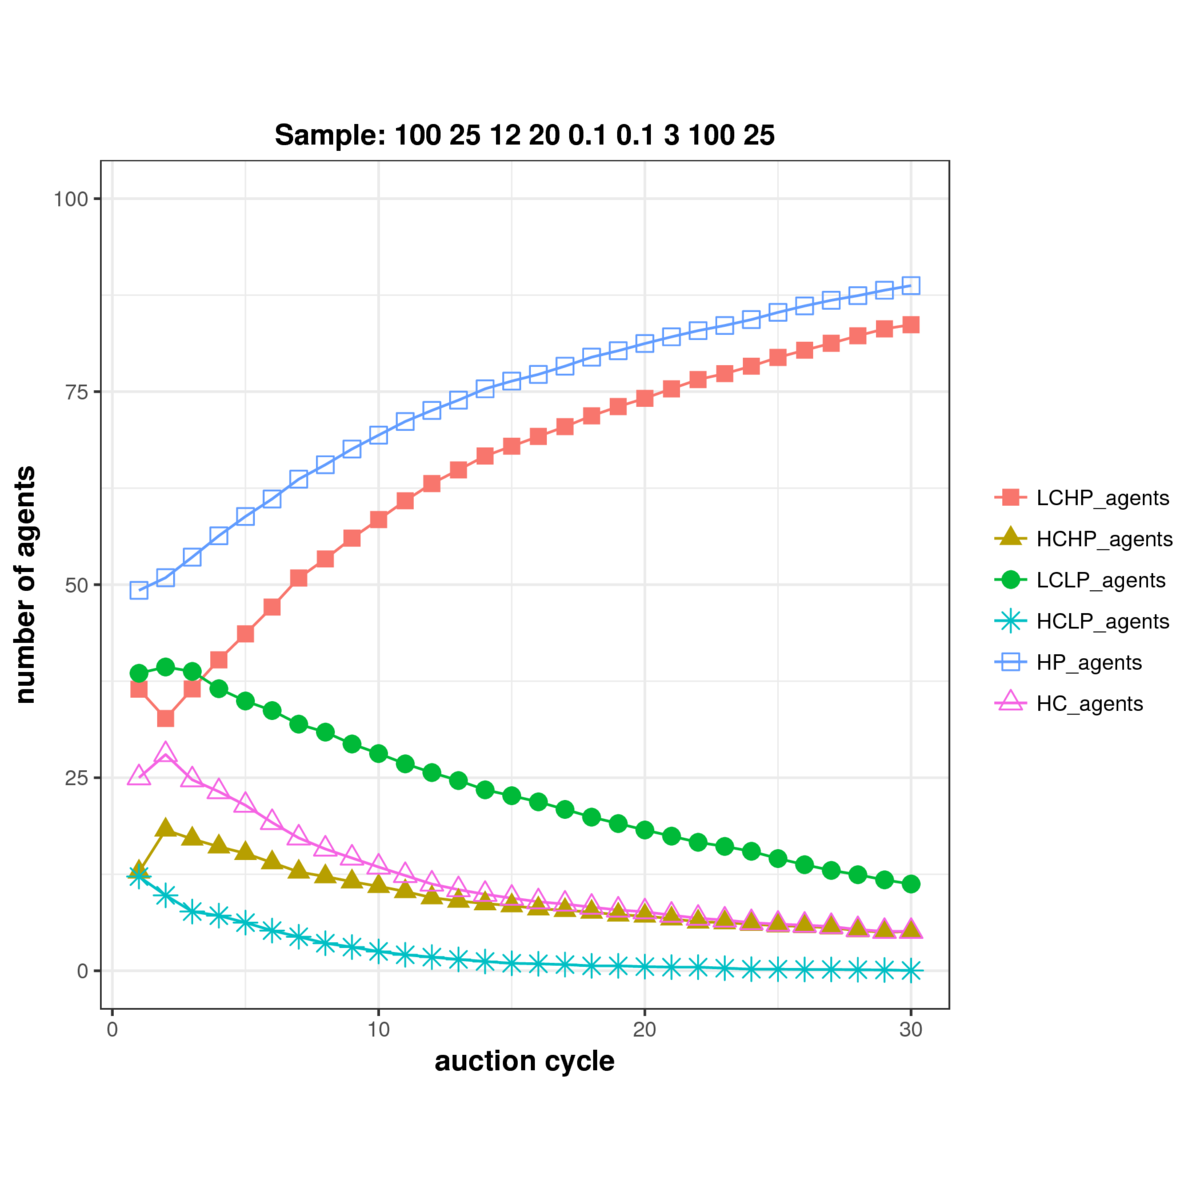 Sample: 100 25 12 20 0.1 0.1 3 100 25
100
75
50
25
0
0 10 20 30
auction cycle
number of agents
LCHP_agents
HCHP_agents
LCLP_agents
HCLP_agents
HP_agents
HC_agents